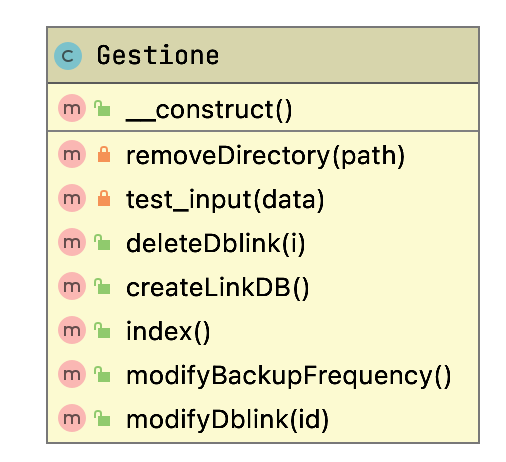 C Gestione
m __construct()
m removeDirectory(path)
m test_input(data)
m deleteDblink(i)
m createLinkDB()
m index()
m modifyBackupFrequency()
m modifyDblink(id)